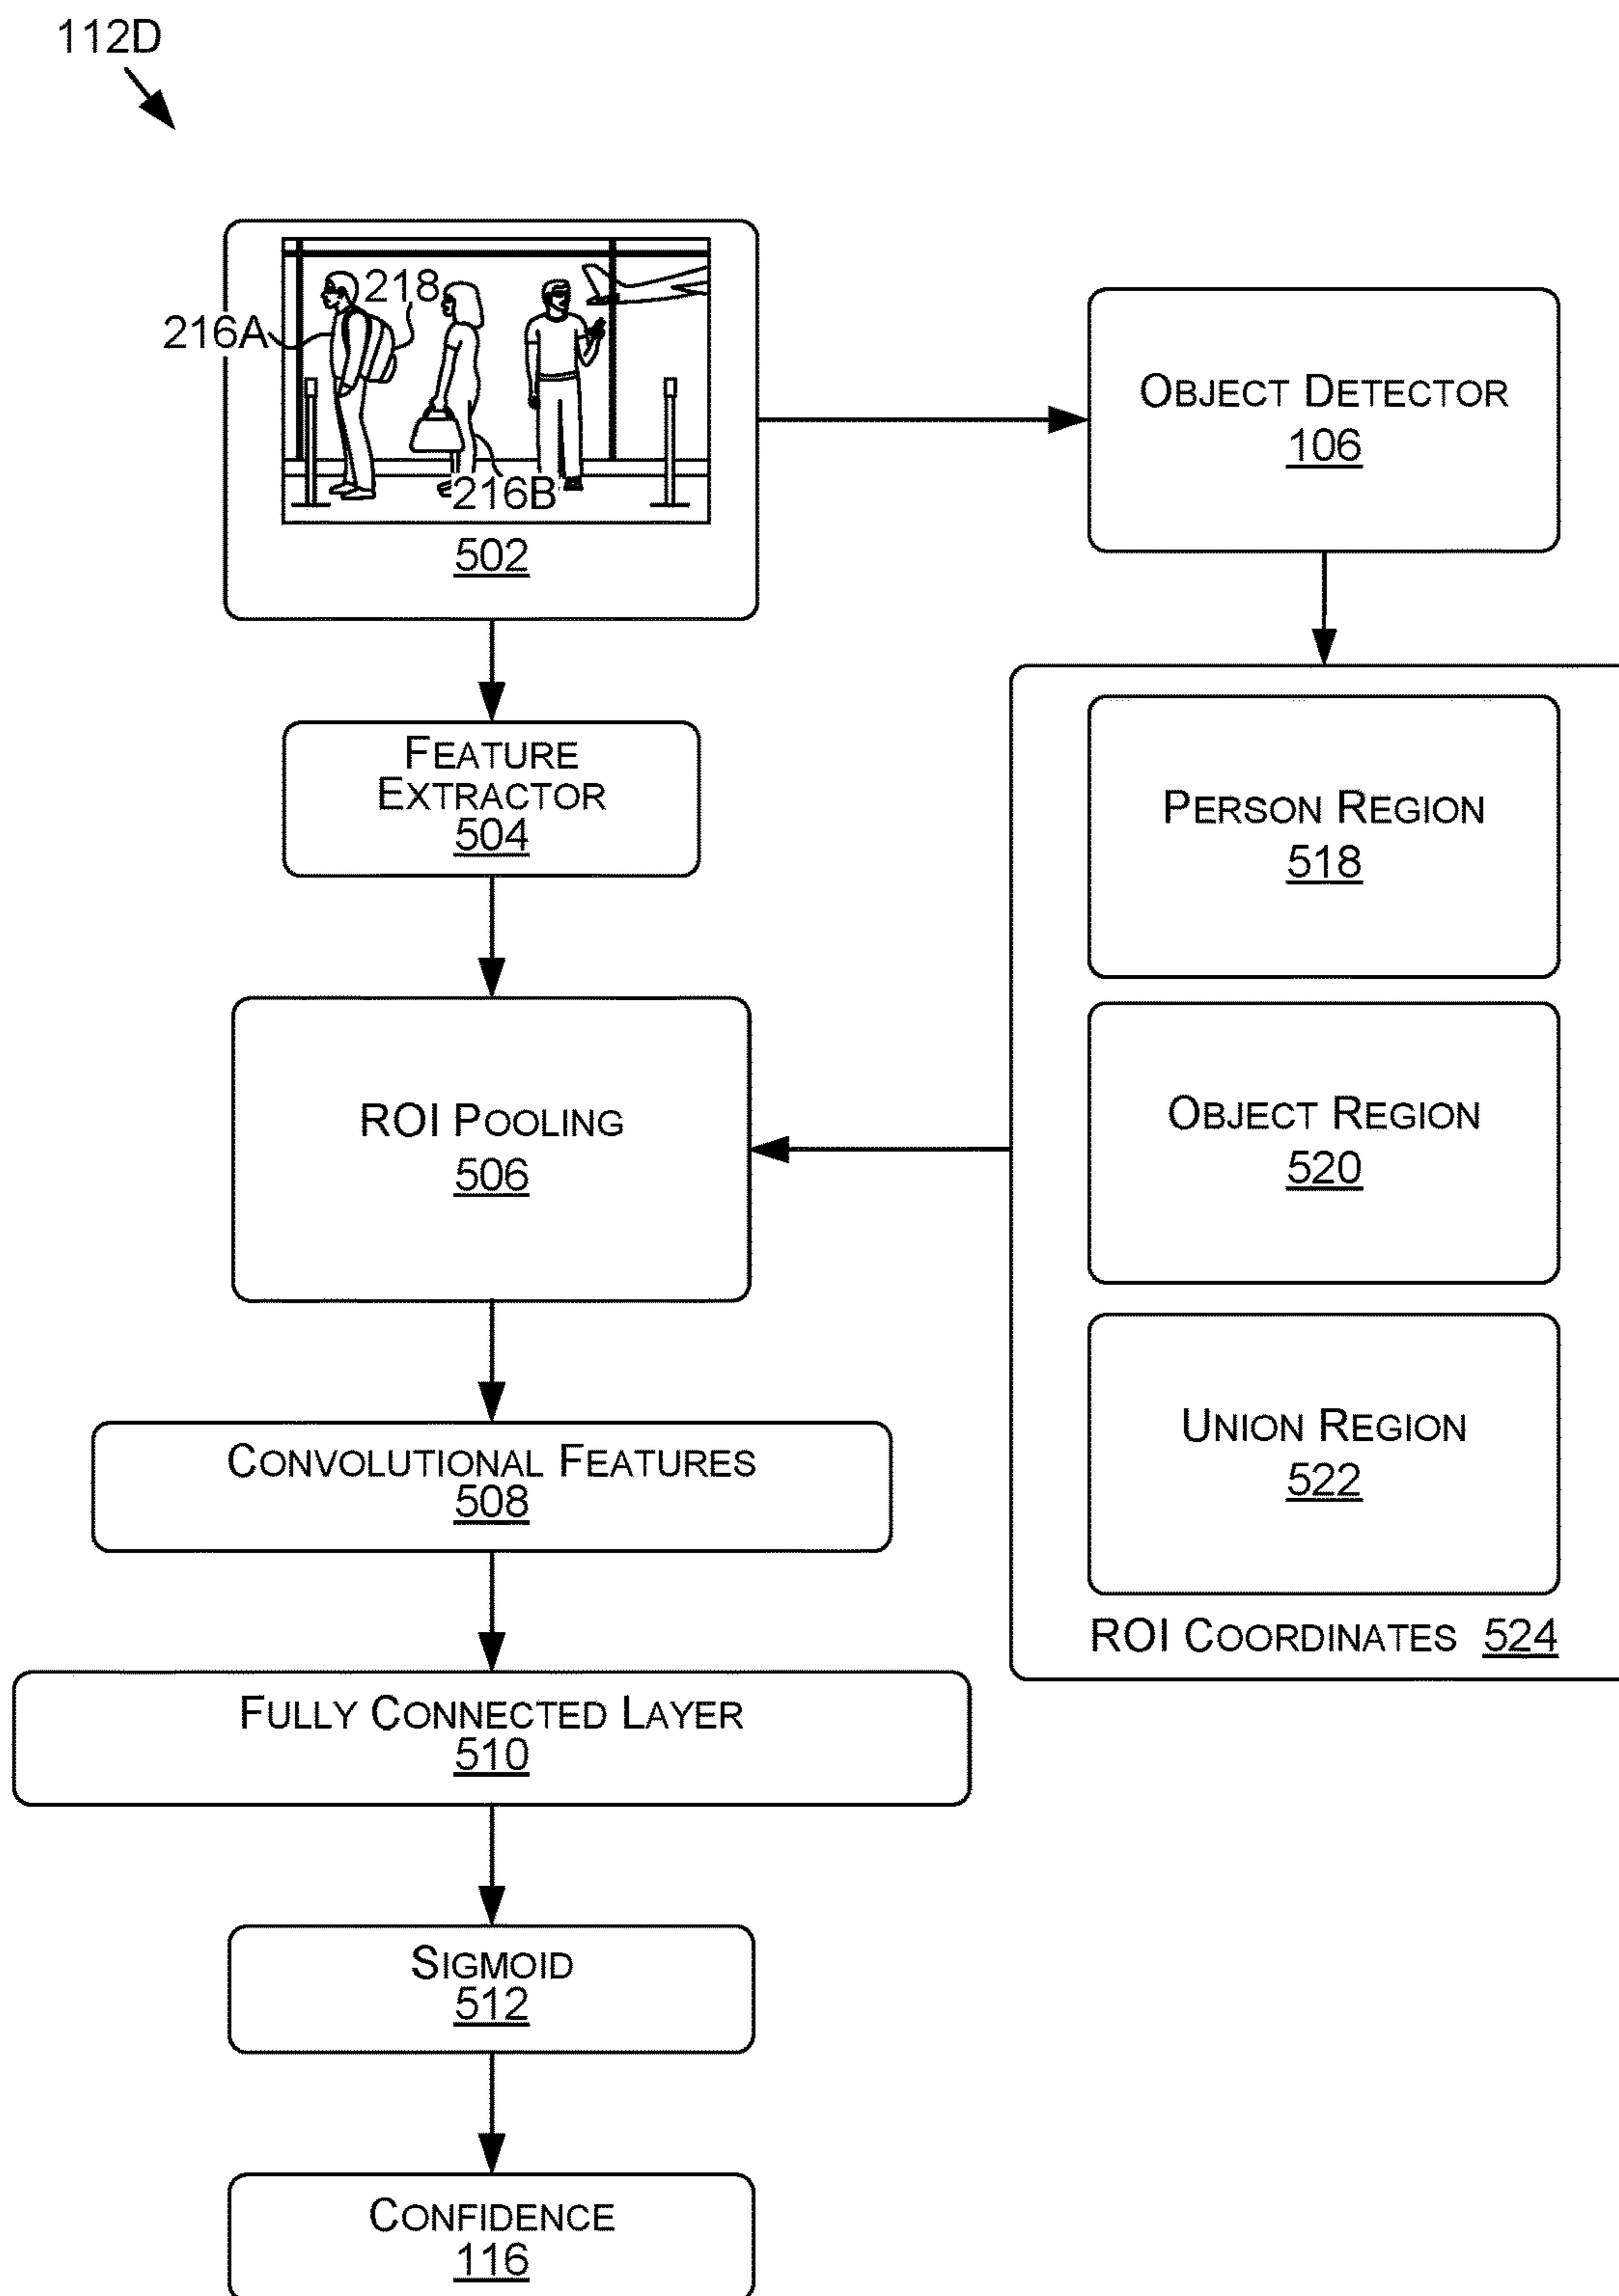 112D
216A
218
216B
502
OBJECT DETECTOR
106
FEATURE
EXTRACTOR
504
PERSON REGION
518
ROI POOLING
506
OBJECT REGION
520
UNION REGION
522
ROI COORDINATES 524
CONVOLUTIONAL FEATURES
508
FULLY CONNECTED LAYER
510
SIGMOID
512
CONFIDENCE
116